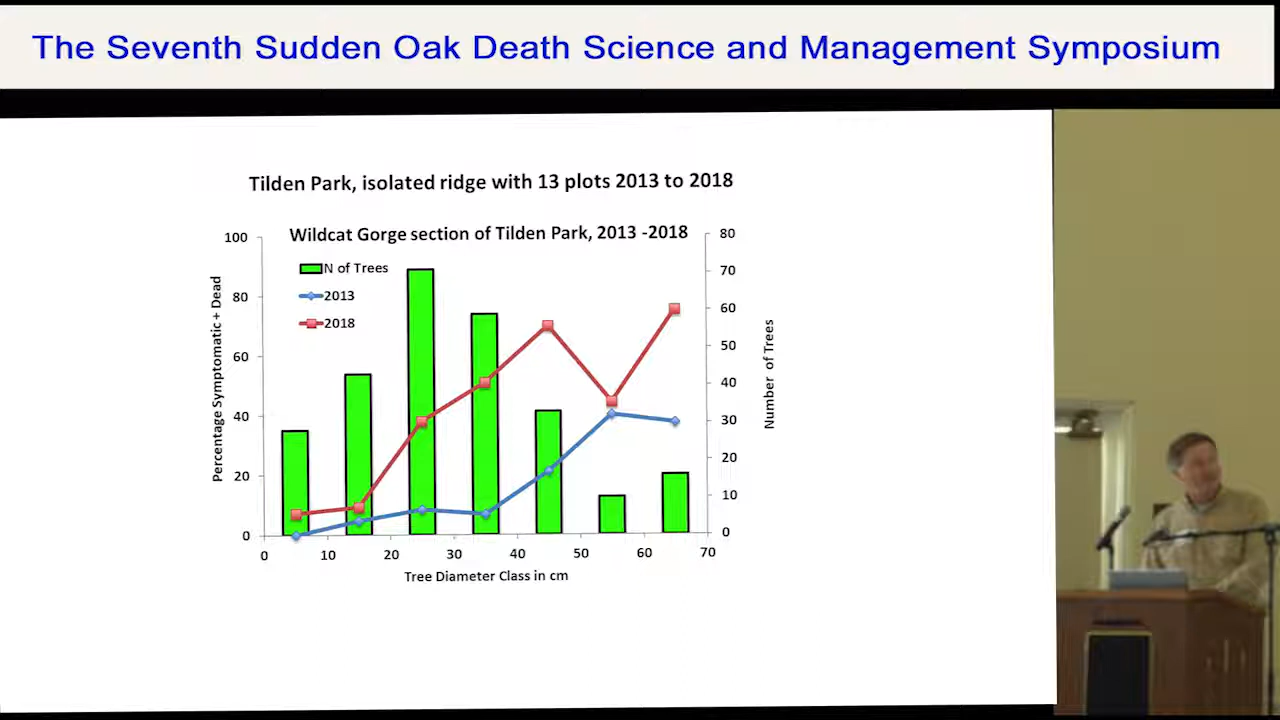 The Seventh Sudden Oak Death Science and Management Symposium
Tilden Park, isolated ridge with 13 plots 2013 to 2018
Wildcat Gorge section of Tilden Park, 2013 -2018
N of Trees
2013
2018
Percentage Symptomatic + Dead
100
80
60
40
20
0
80
70
60
50
40
30
20
10
0
Number of Trees
0 10 20 30 40 50 60 70
Tree Diameter Class in cm